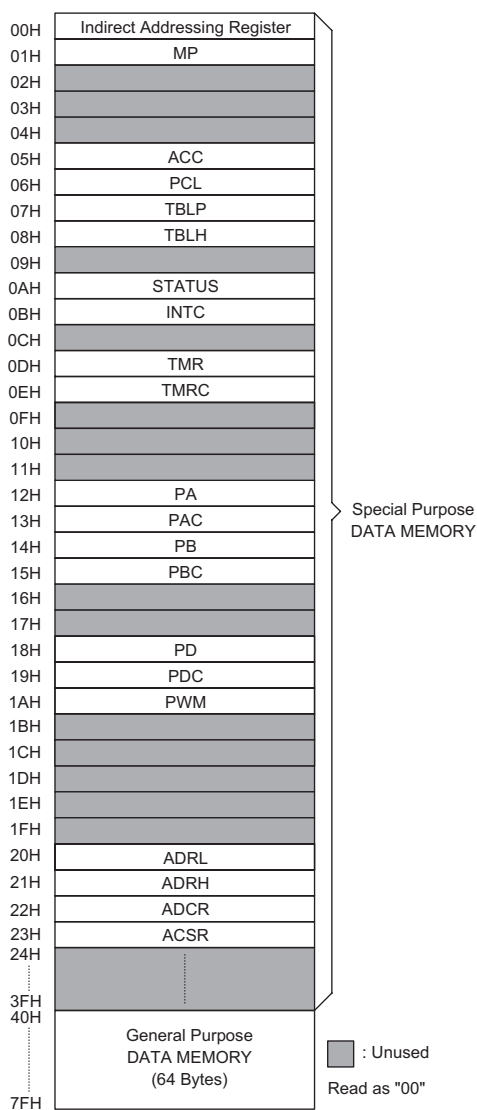 00H Indirect Addressing Register
01H MP
02H
03H
04H
05H ACC
06H PCL
07H TBLP
08H TBLH
09H
0AH STATUS
0BH INTC
0CH
0DH TMR
0EH TMRC
0FH
10H
11H
12H PA
13H PAC
14H PB
15H PBC
16H
17H
18H PD
19H PDC
1AH PWM
1BH
1CH
1DH
1EH
1FH
20H ADRL
21H ADRH
22H ADCR
23H ACSR
24H
3FH
40H
7FH
General Purpose
DATA MEMORY
(64 Bytes)
Special Purpose
DATA MEMORY
: Unused
Read as "00"